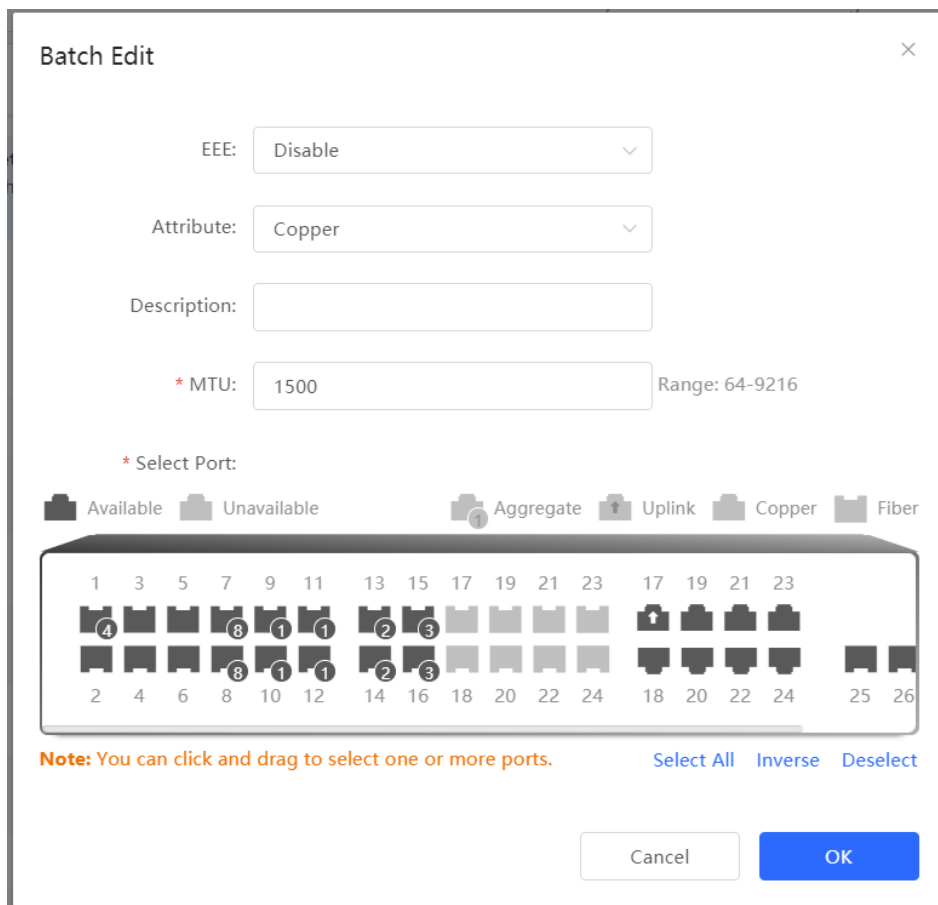 Batch Edit
EEE: Disable
Attribute: Copper
Description:
* MTU: 1500 Range: 64-9216
* Select Port:
Available Unavailable 1 Aggregate Uplink Copper Fiber
1 3 5 7 9 11 13 15 17 19 21 23 17 19 21 23
4 8 1 1 2 3
8 1 1 2 3
2 4 6 8 10 12 14 16 18 20 22 24 18 20 22 24 25 26
Note: You can click and drag to select one or more ports.
Select All Inverse Deselect
Cancel OK